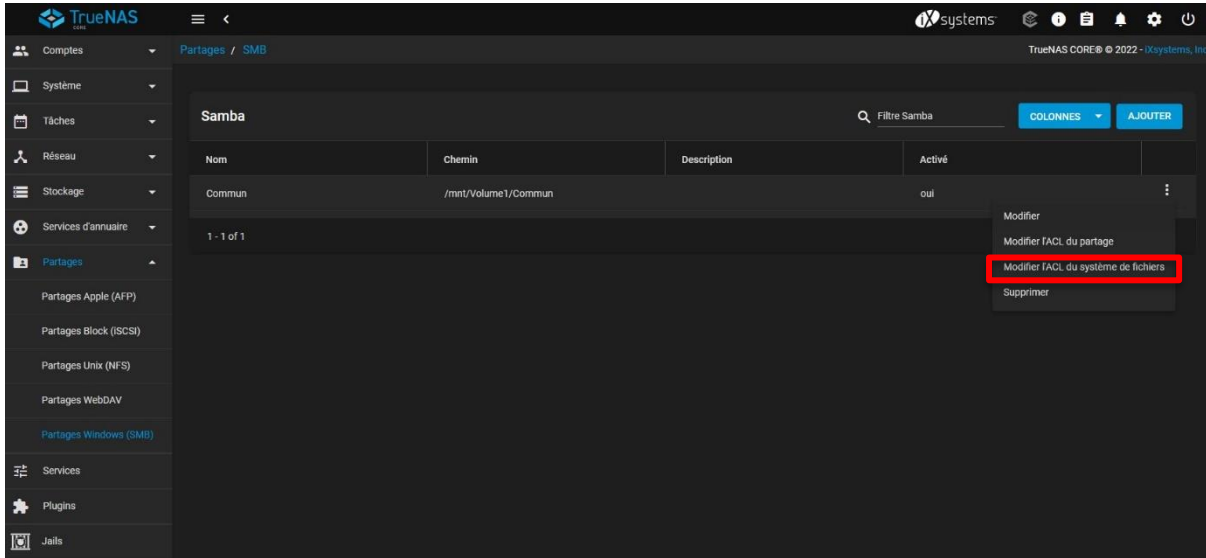 TrueNAS
CORE
iXsystems
Comptes
Partages / SMB
TrueNAS CORE® © 2022 - iXsystems, Inc
Système
Tâches
Samba
Filtre Samba
COLONNES
AJOUTER
Réseau
Nom
Chemin
Description
Activé
Stockage
Commun
/mnt/Volume1/Commun
oui
Modifier
Services d'annuaire
1 - 1 of 1
Modifier l'ACL du partage
Partages
Modifier l'ACL du système de fichiers
Partages Apple (AFP)
Supprimer
Partages Block (iSCSI)
Partages Unix (NFS)
Partages WebDAV
Partages Windows (SMB)
Services
Plugins
Jails